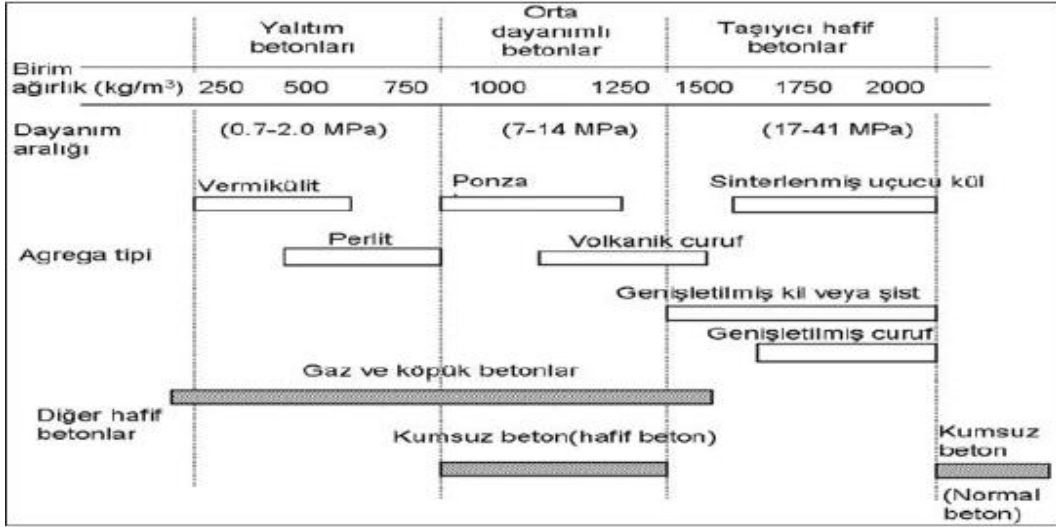 Yalıtım betonları
Orta dayanımlı betonlar
Taşıyıcı hafif betonlar
Birim ağırlık (kg/m³) 250 500 750 1000 1250 1500 1750 2000
Dayanım aralığı
(0.7-2.0 MPa) (7-14 MPa) (17-41 MPa)
Vermikülit Ponza Sinterlenmiş uçucu kül
Agrega tipi
Perlit Volkanik curuf
Genişletilmiş kil veya şist
Genişletilmiş curuf
Gaz ve köpük betonlar
Diğer hafif betonlar
Kumsuz beton(hafif beton)
Kumsuz beton
(Normal beton)